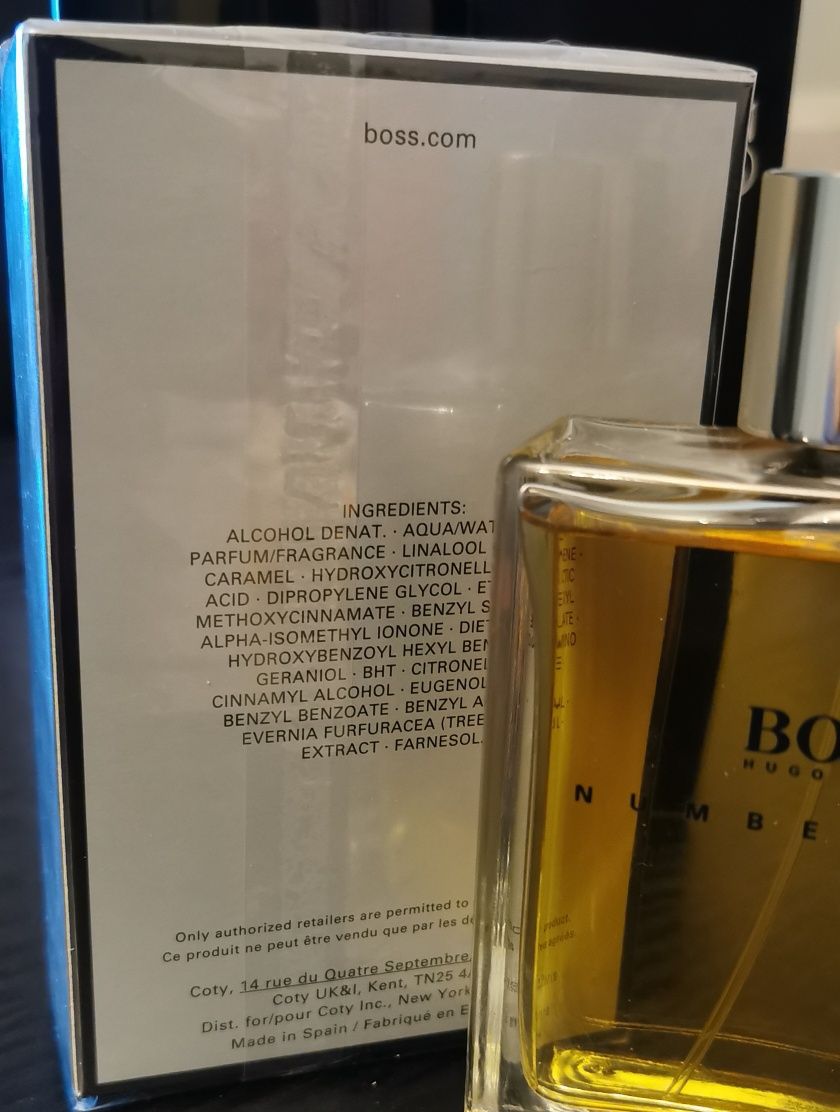 boss.com
INGREDIENTS:
ALCOHOL DENAT. · AQUA/WAT
PARFUM/FRAGRANCE · LINALOOL
CARAMEL · HYDROXYCITRONELL
ACID · DIPROPYLENE GLYCOL · ET
METHOXYCINNAMATE · BENZYL S
ALPHA-ISOMETHYL IONONE · DIET
HYDROXYBENZOYL HEXYL BEN
GERANIOL · BHT · CITRONEL
CINNAMYL ALCOHOL · EUGENOL
BENZYL BENZOATE · BENZYL A
EVERNIA FURFURACEA (TREE
EXTRACT · FARNESOL.
Only authorized retailers are permitted to
product.
Ce produit ne peut être vendu que par les dé
agréés
Coty, 14 rue du Quatre Septembre,
Coty UK&I, Kent, TN25 4
Dist. for/pour Coty Inc., New York
Made in Spain / Fabriqué en E
BO
HUGO
NUMBE